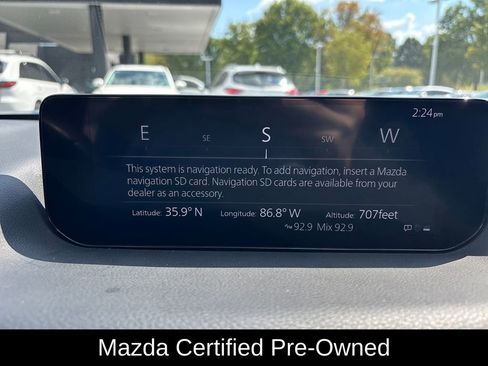 2:24pm
E SE S SW W
This system is navigation ready. To add navigation, insert a Mazda
navigation SD card. Navigation SD cards are available from your
dealer as an accessory.
Latitude: 35.9° N Longitude: 86.8° W Altitude: 707feet
FM 92.9 Mix 92.9
Mazda Certified Pre-Owned